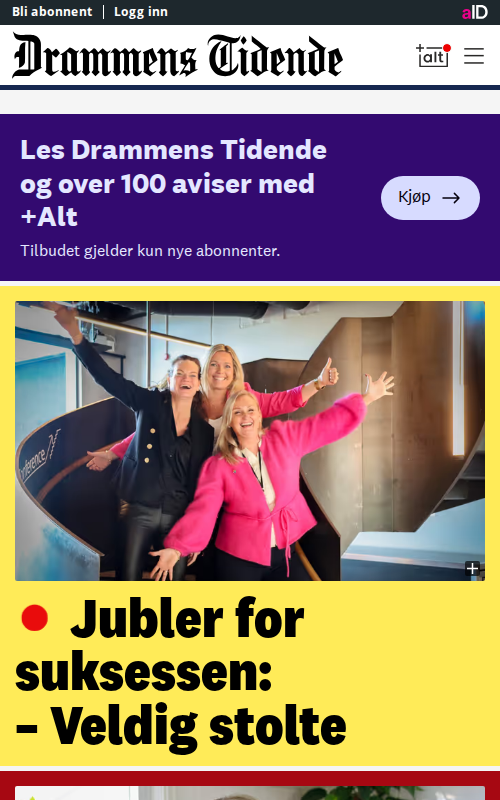 Bli abonnent
Logg inn
aID
Drammens Tidende
+alt
Les Drammens Tidende
og over 100 aviser med
+Alt
Tilbudet gjelder kun nye abonnenter.
Kjøp
Jubler for
suksessen:
– Veldig stolte